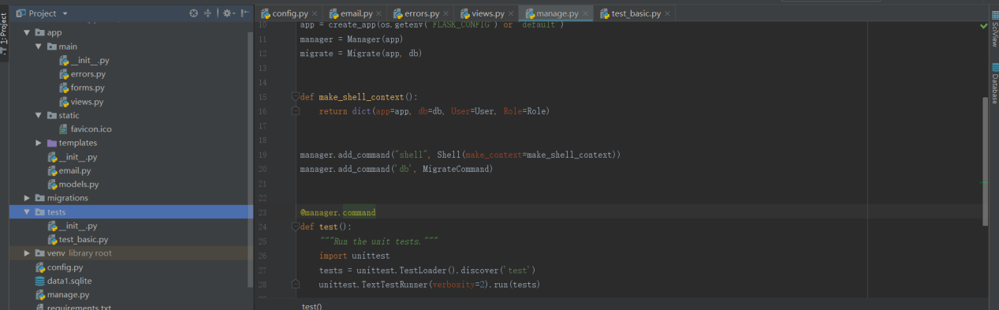 1: Project
Project
config.py
email.py
errors.py
views.py
manage.py
test_basic.py
app
main
__init__.py
errors.py
forms.py
views.py
static
favicon.ico
templates
__init__.py
email.py
models.py
migrations
tests
__init__.py
test_basic.py
venv library root
config.py
data1.sqlite
manage.py
requirements.txt
10 app = create_app(os.getenv('FLASK_CONFIG') or 'default')
11 manager = Manager(app)
12 migrate = Migrate(app, db)
13
14
15 def make_shell_context():
16 return dict(app=app, db=db, User=User, Role=Role)
17
18
19 manager.add_command("shell", Shell(make_context=make_shell_context))
20 manager.add_command('db', MigrateCommand)
21
22
23 @manager.command
24 def test():
25 """Run the unit tests."""
26 import unittest
27 tests = unittest.TestLoader().discover('test')
28 unittest.TextTestRunner(verbosity=2).run(tests)
test()
SciView
Database